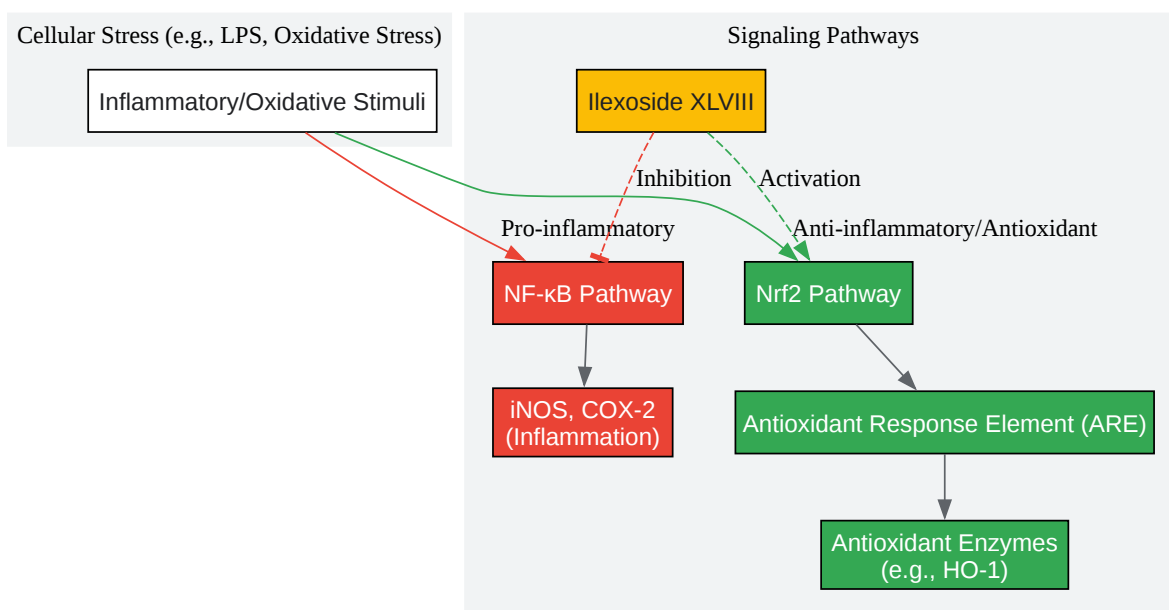 Cellular Stress (e.g., LPS, Oxidative Stress)
Signaling Pathways
Inflammatory/Oxidative Stimuli
Ilexoside XLVIII
Inhibition
Activation
Pro-inflammatory
Anti-inflammatory/Antioxidant
NF-κB Pathway
Nrf2 Pathway
iNOS, COX-2
(Inflammation)
Antioxidant Response Element (ARE)
Antioxidant Enzymes
(e.g., HO-1)